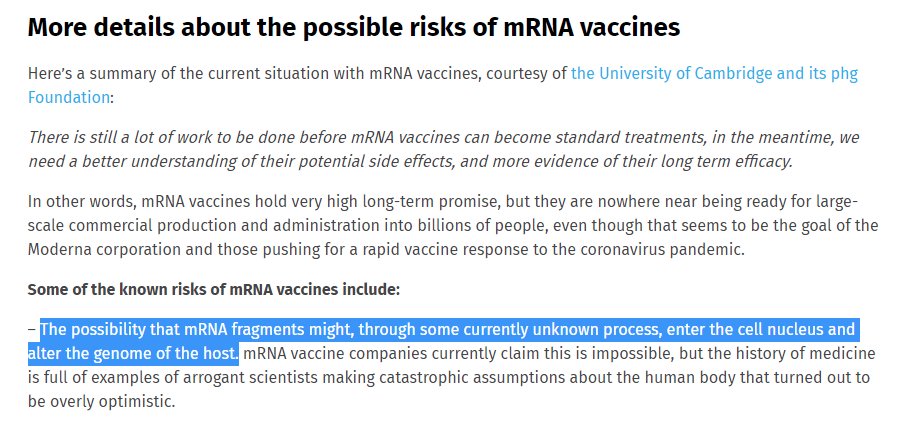 More details about the possible risks of mRNA vaccines
Here's a summary of the current situation with mRNA vaccines, courtesy of the University of Cambridge and its phg
Foundation:
There is still a lot of work to be done before mRNA vaccines can become standard treatments, in the meantime, we
need a better understanding of their potential side effects, and more evidence of their long term efficacy.
In other words, mRNA vaccines hold very high long-term promise, but they are nowhere near being ready for large-
scale commercial production and administration into billions of people, even though that seems to be the goal of the
Moderna corporation and those pushing for a rapid vaccine response to the coronavirus pandemic.
Some of the known risks of mRNA vaccines include:
– The possibility that mRNA fragments might, through some currently unknown process, enter the cell nucleus and
alter the genome of the host. mRNA vaccine companies currently claim this is impossible, but the history of medicine
is full of examples of arrogant scientists making catastrophic assumptions about the human body that turned out to
be overly optimistic.